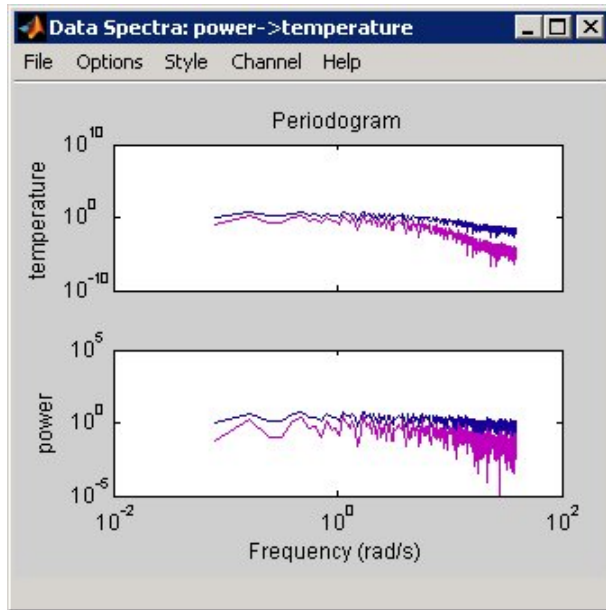 Data Spectra: power->temperature
File Options Style Channel Help
Periodogram
10^10
10^0
10^-10
temperature
10^5
10^0
10^-5
power
10^-2 10^0 10^2
Frequency (rad/s)